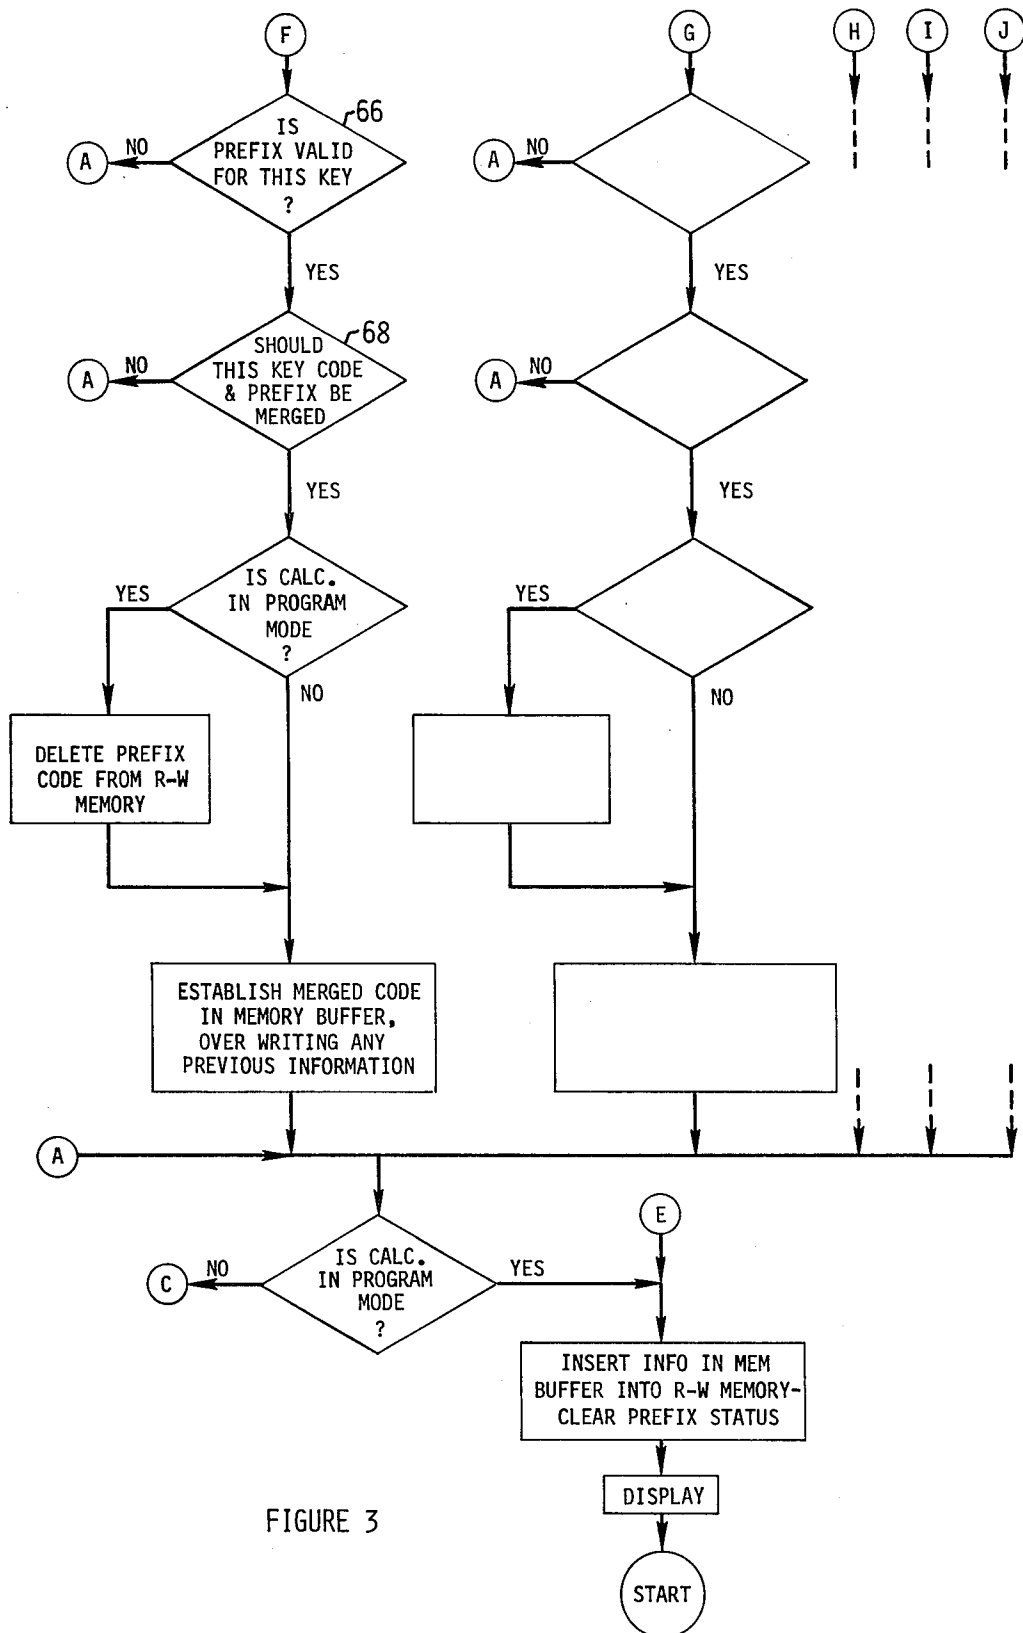 F
G
H
I
J
66
IS
PREFIX VALID
FOR THIS KEY
?
NO
A
NO
A
YES
YES
68
SHOULD
THIS KEY CODE
& PREFIX BE
MERGED
NO
A
NO
A
YES
YES
IS CALC.
IN PROGRAM
MODE
?
YES
NO
YES
NO
DELETE PREFIX
CODE FROM R-W
MEMORY
ESTABLISH MERGED CODE
IN MEMORY BUFFER,
OVER WRITING ANY
PREVIOUS INFORMATION
A
E
IS CALC.
IN PROGRAM
MODE
?
NO
C
YES
INSERT INFO IN MEM
BUFFER INTO R-W MEMORY-
CLEAR PREFIX STATUS
DISPLAY
START
FIGURE 3